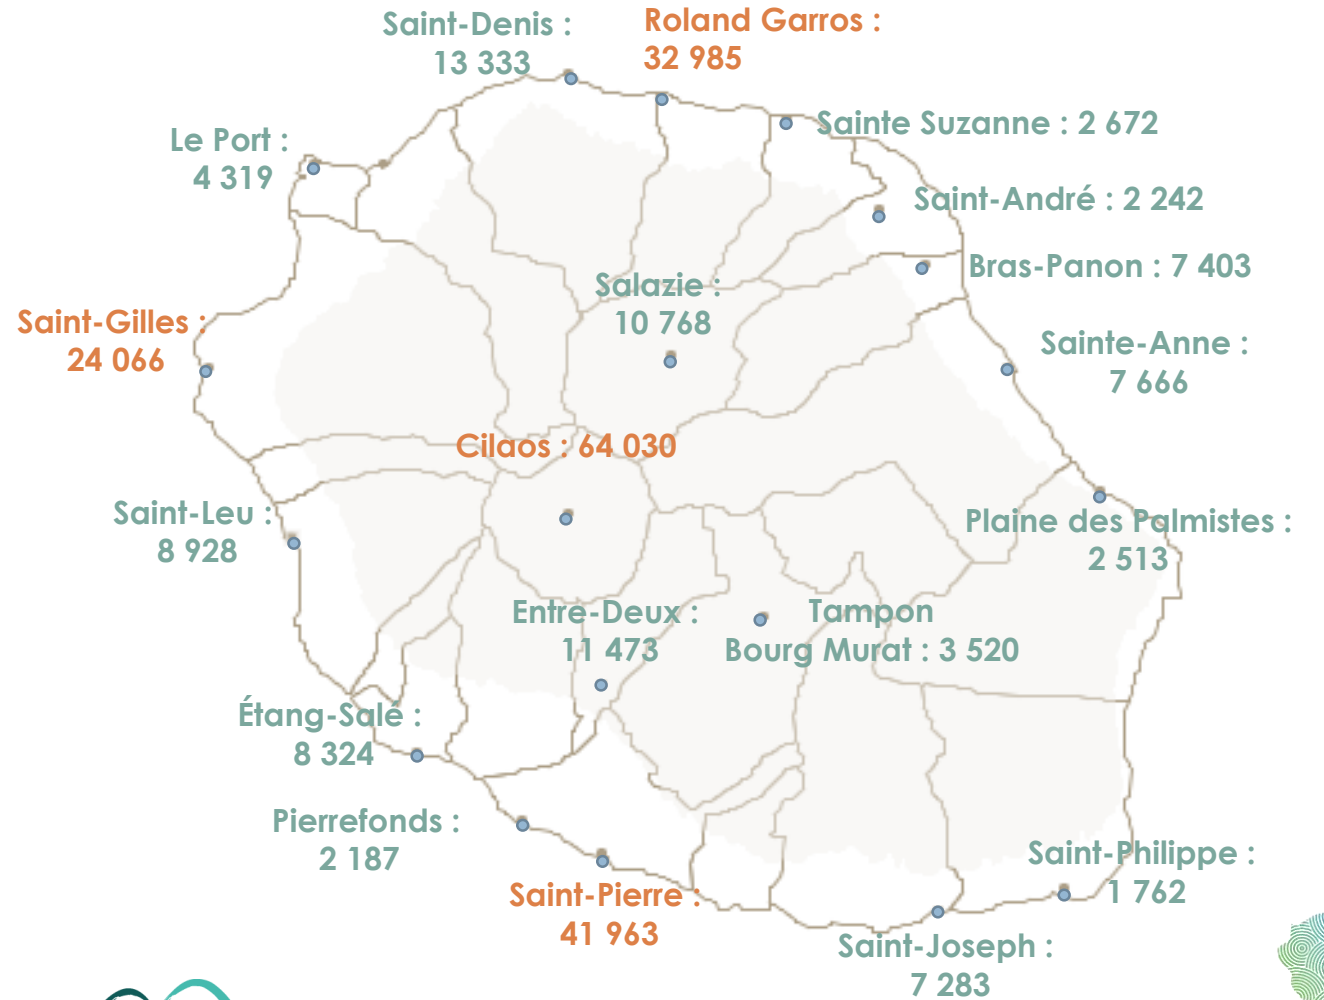 Saint-Denis :
13 333
Roland Garros :
32 985
Le Port :
4 319
Sainte Suzanne : 2 672
Saint-André : 2 242
Bras-Panon : 7 403
Salazie :
10 768
Saint-Gilles :
24 066
Sainte-Anne :
7 666
Cilaos : 64 030
Saint-Leu :
8 928
Plaine des Palmistes :
2 513
Entre-Deux :
11 473
Tampon
Bourg Murat : 3 520
Étang-Salé :
8 324
Pierrefonds :
2 187
Saint-Philippe :
1 762
Saint-Pierre :
41 963
Saint-Joseph :
7 283